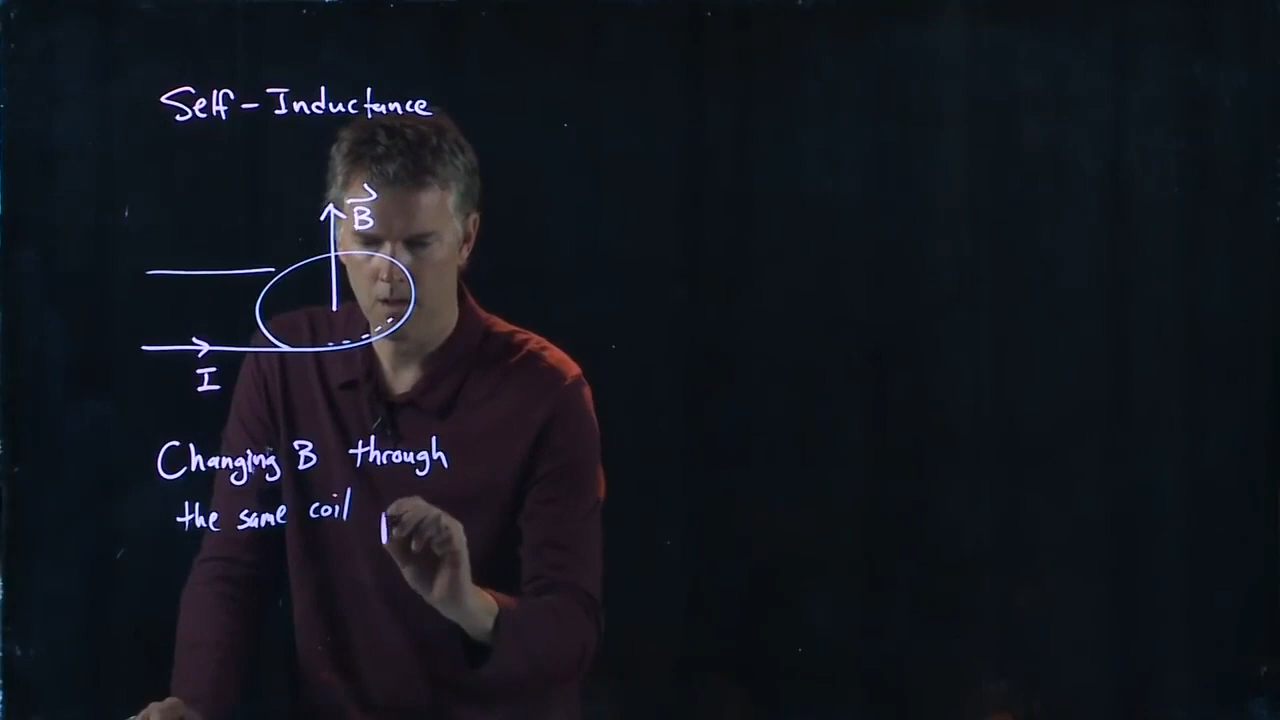 Self-Inductance
B
I
Changing B through
the same coil